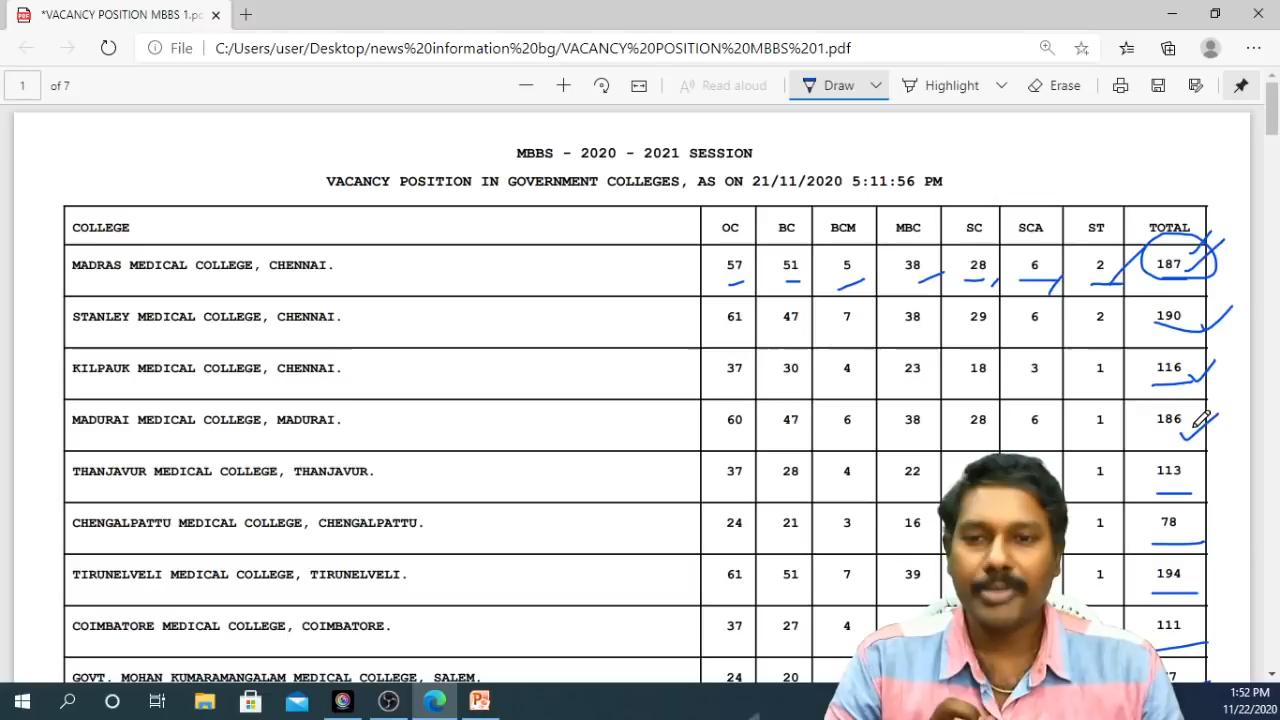 *VACANCY POSITION MBBS 1.pc
File C:/Users/user/Desktop/news%20information%20bg/VACANCY%20POSITION%20MBBS%201.pdf
1 of 7 Read aloud Draw Highlight Erase
MBBS - 2020 - 2021 SESSION
VACANCY POSITION IN GOVERNMENT COLLEGES, AS ON 21/11/2020 5:11:56 PM
COLLEGE OC BC BCM MBC SC SCA ST TOTAL
MADRAS MEDICAL COLLEGE, CHENNAI. 57 51 5 38 28 6 2 187
STANLEY MEDICAL COLLEGE, CHENNAI. 61 47 7 38 29 6 2 190
KILPAUK MEDICAL COLLEGE, CHENNAI. 37 30 4 23 18 3 1 116
MADURAI MEDICAL COLLEGE, MADURAI. 60 47 6 38 28 6 1 186
THANJAVUR MEDICAL COLLEGE, THANJAVUR. 37 28 4 22 1 113
CHENGALPATTU MEDICAL COLLEGE, CHENGALPATTU. 24 21 3 16 1 78
TIRUNELVELI MEDICAL COLLEGE, TIRUNELVELI. 61 51 7 39 1 194
COIMBATORE MEDICAL COLLEGE, COIMBATORE. 37 27 4 111
GOVT. MOHAN KUMARAMANGALAM MEDICAL COLLEGE, SALEM. 24 20
1:52 PM
11/22/2020